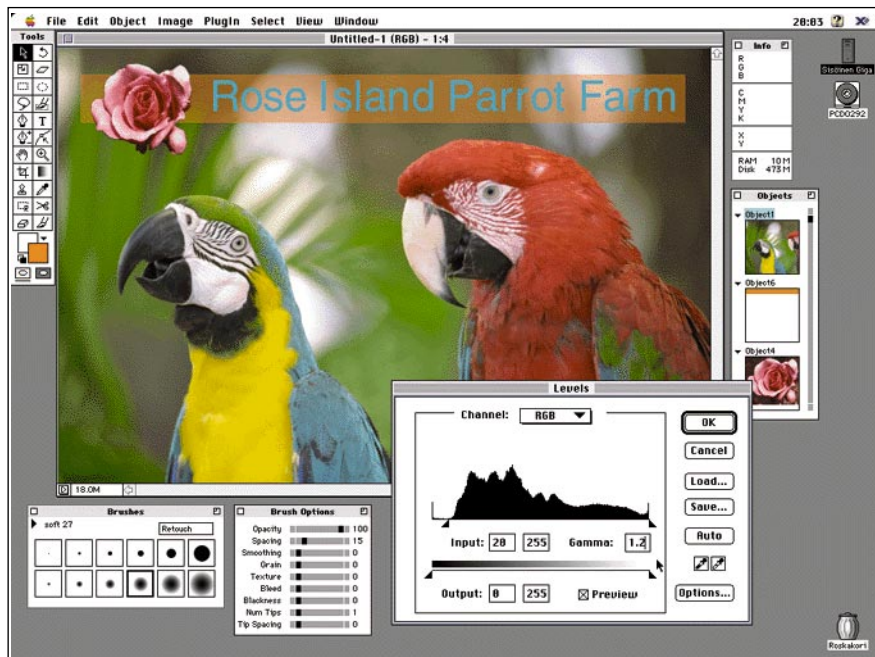 File Edit Object Image PlugIn Select View Window
20:03
Tools
Untitled-1 (RGB) - 1:4
Rose Island Parrot Farm
T
18.0M
Info
R
G
B
C
M
Y
K
X
Y
RAM 10M
Disk 473M
Sisöinen Giga
PCD0292
Objects
Object1
Object6
Object4
Levels
Channel: RGB
OK
Cancel
Load...
Save...
Input: 20 255 Gamma: 1.2
Auto
Output: 0 255 Preview
Options...
Brushes
soft 27
Retouch
Brush Options
Opacity 100
Spacing 15
Smoothing 0
Grain 0
Texture 0
Bleed 0
Blackness 0
Num Tips 1
Tip Spacing 0
Roskakori